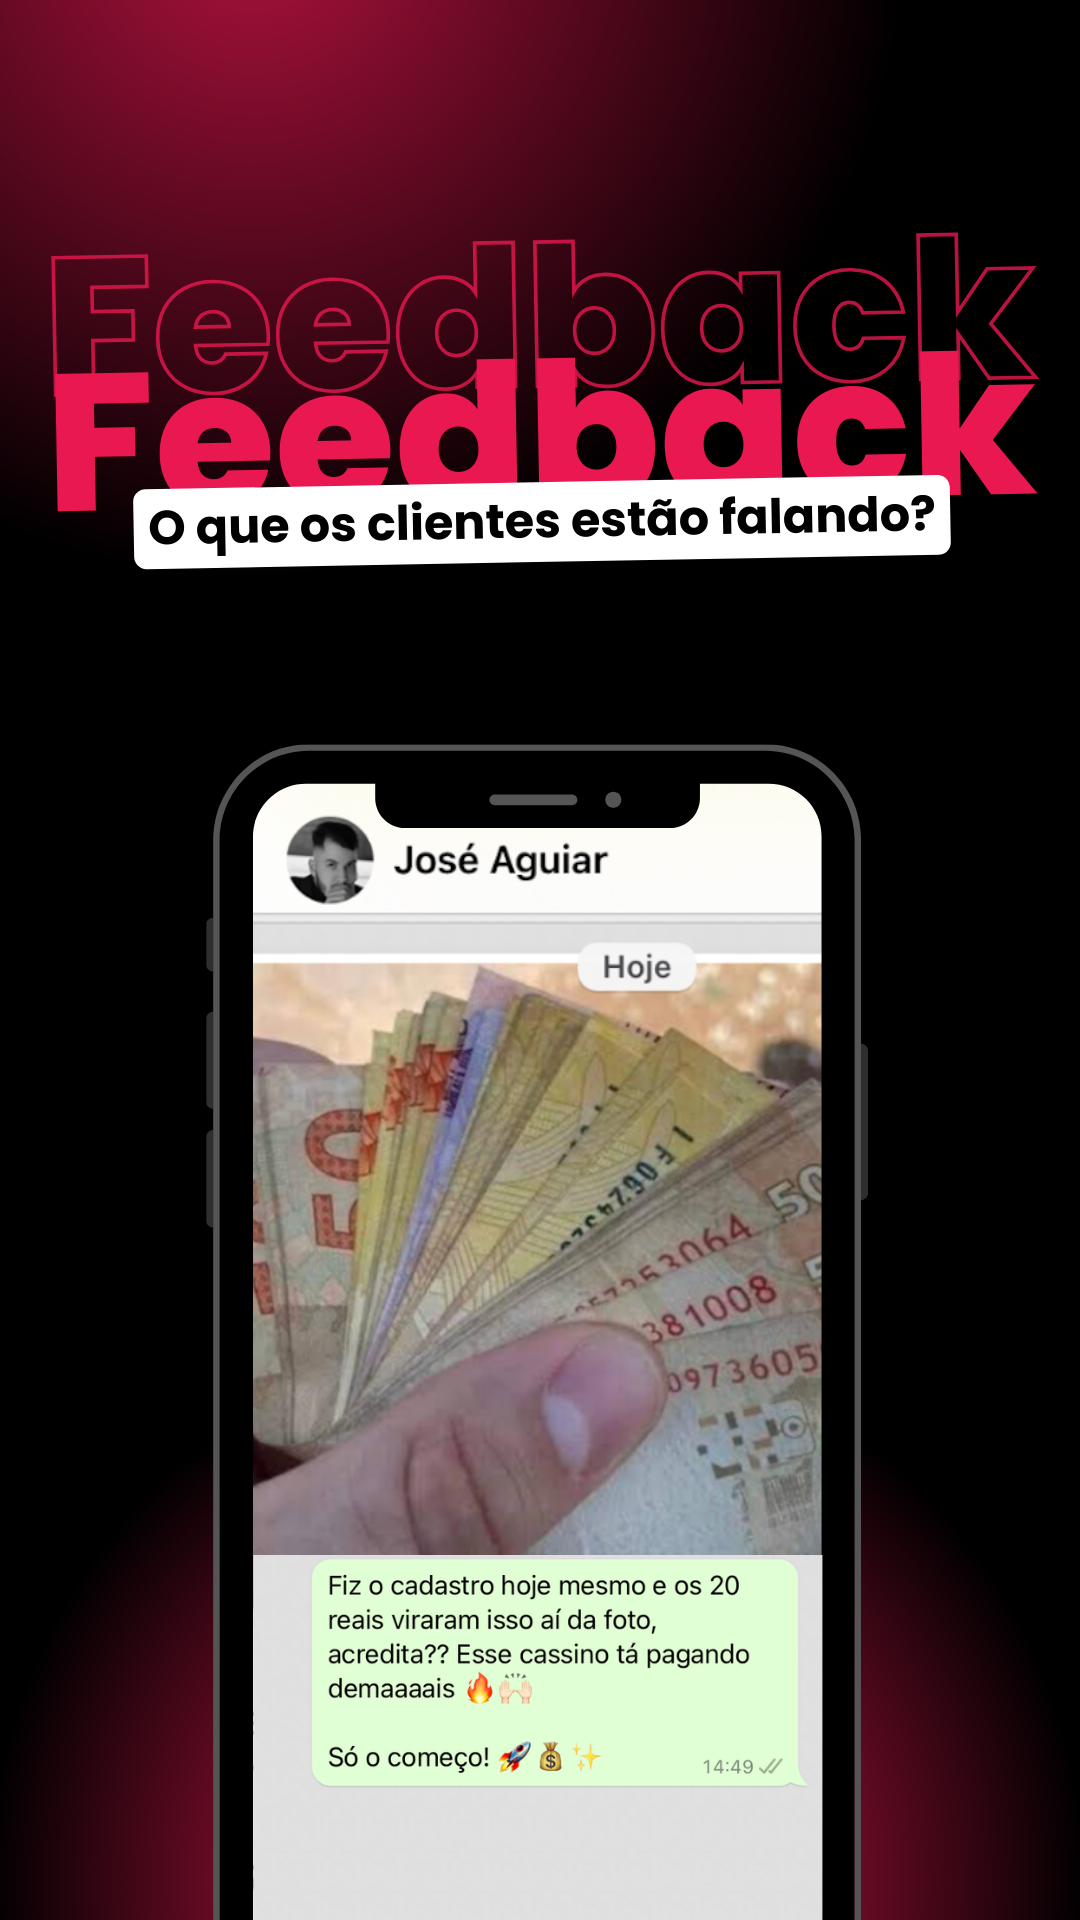 Feedback
Feedback
O que os clientes estão falando?
José Aguiar
Hoje
50
50
381008
Fiz o cadastro hoje mesmo e os 20
reais viraram isso aí da foto,
acredita?? Esse cassino tá pagando
demaaaais 🔥🙌🏻
Só o começo! 🚀💰✨
14:49